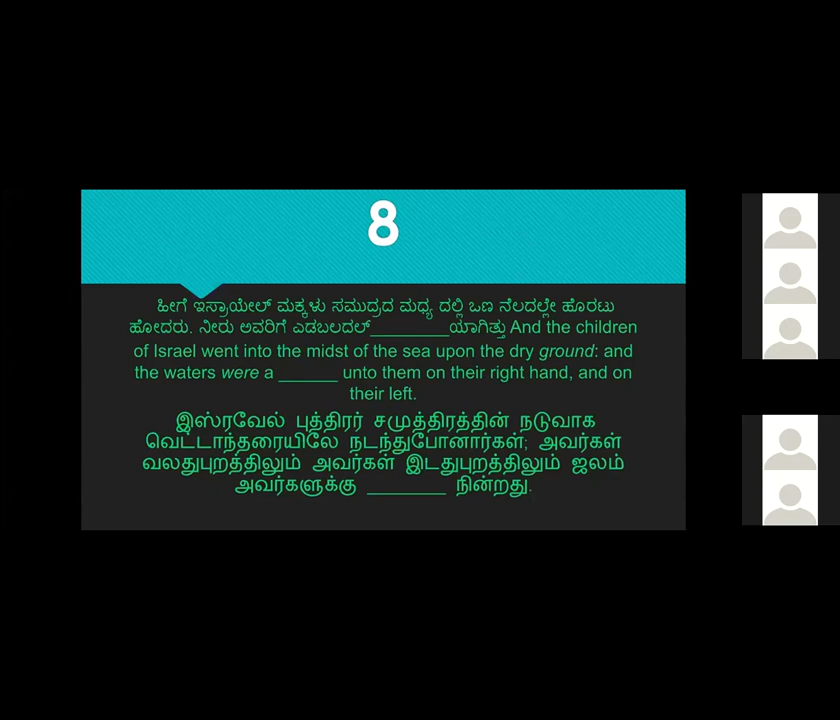 8
ಹೀಗೆ ಇಸ್ರಾಯೇಲ್ ಮಕ್ಕಳು ಸಮುದ್ರದ ಮಧ್ಯ ದಲ್ಲಿ ಒಣ ನೆಲದಲ್ಲೇ ಹೊರಟು
ಹೋದರು. ನೀರು ಅವರಿಗೆ ಎಡಬಲದಲ್________ಯಾಗಿತ್ತು And the children
of Israel went into the midst of the sea upon the dry ground: and
the waters were a ______ unto them on their right hand, and on
their left.
இஸ்ரவேல் புத்திரர் சமுத்திரத்தின் நடுவாக
வெட்டாந்தரையிலே நடந்துபோனார்கள்; அவர்கள்
வலதுபுறத்திலும் அவர்கள் இடதுபுறத்திலும் ஜலம்
அவர்களுக்கு ________ நின்றது.